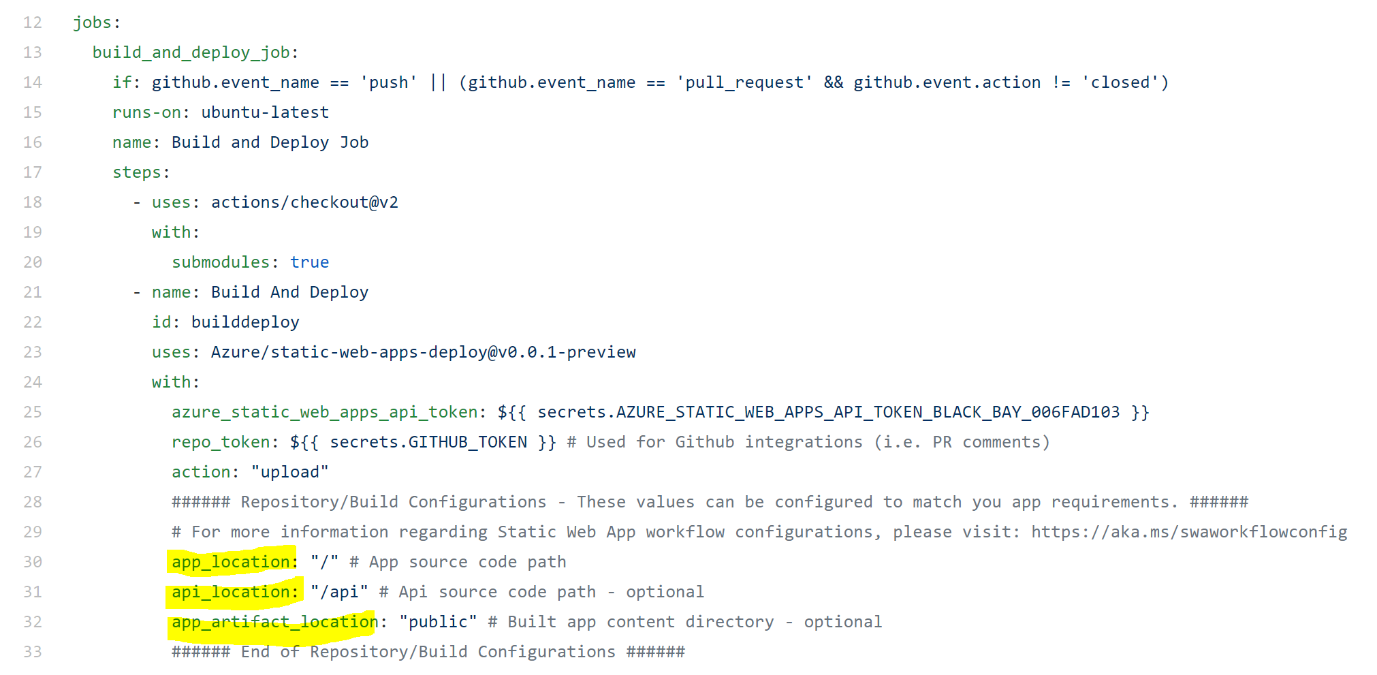 12 jobs:
13 build_and_deploy_job:
14 if: github.event_name == 'push' || (github.event_name == 'pull_request' && github.event.action != 'closed')
15 runs-on: ubuntu-latest
16 name: Build and Deploy Job
17 steps:
18 - uses: actions/checkout@v2
19 with:
20 submodules: true
21 - name: Build And Deploy
22 id: builddeploy
23 uses: Azure/static-web-apps-deploy@v0.0.1-preview
24 with:
25 azure_static_web_apps_api_token: ${{ secrets.AZURE_STATIC_WEB_APPS_API_TOKEN_BLACK_BAY_006FAD103 }}
26 repo_token: ${{ secrets.GITHUB_TOKEN }} # Used for Github integrations (i.e. PR comments)
27 action: "upload"
28 ###### Repository/Build Configurations - These values can be configured to match you app requirements. ######
29 # For more information regarding Static Web App workflow configurations, please visit: https://aka.ms/swaworkflowconfig
30 app_location: "/" # App source code path
31 api_location: "/api" # Api source code path - optional
32 app_artifact_location: "public" # Built app content directory - optional
33 ###### End of Repository/Build Configurations ######